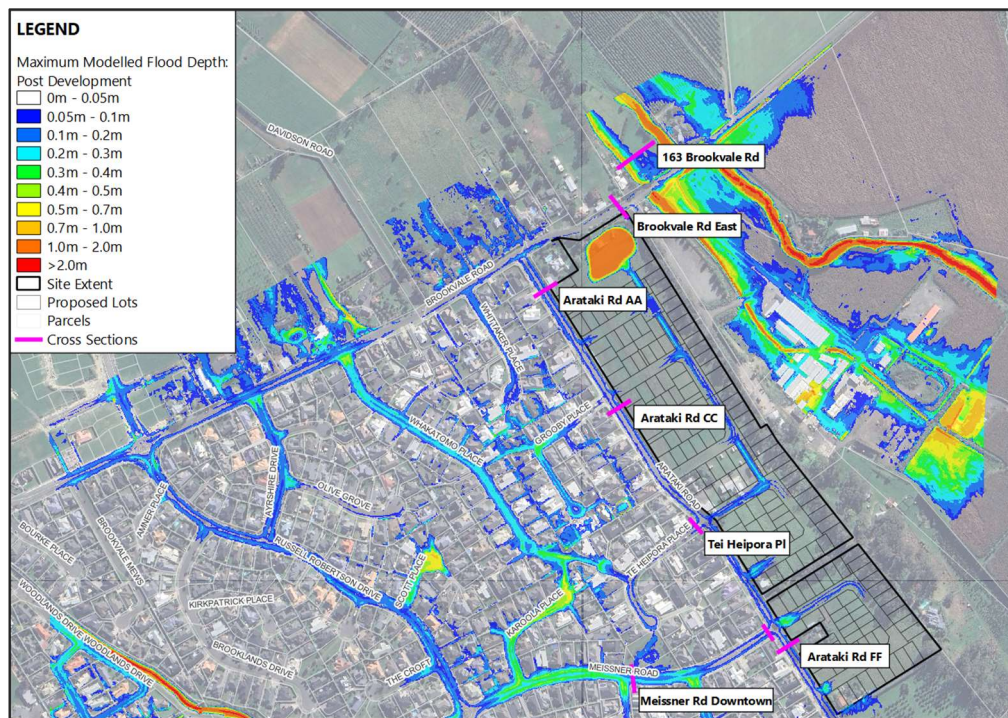 LEGEND
Maximum Modelled Flood Depth:
Post Development
0m - 0.05m
0.05m - 0.1m
0.1m - 0.2m
0.2m - 0.3m
0.3m - 0.4m
0.4m - 0.5m
0.5m - 0.7m
0.7m - 1.0m
1.0m - 2.0m
>2.0m
Site Extent
Proposed Lots
Parcels
Cross Sections
DAVIDSON ROAD
163 Brookvale Rd
Brookvale Rd East
BROOKVALE ROAD
Arataki Rd AA
WHITTAKER PLACE
Arataki Rd CC
WHAKATOMO PLACE
GROOBY PLACE
ARATAKI ROAD
AYRSHIRE DRIVE
OLIVE GROVE
AMNER PLACE
BOURKE PLACE
BROOKVALE MEWS
RUSSELL ROBERTSON DRIVE
Tei Heipora Pl
TE HEIPORA PLACE
SCOTT PLACE
KIRKPATRICK PLACE
KAROOLA PLACE
WOODLANDS DRIVE
WOODLANDS DRIVE
BROOKLANDS DRIVE
THE CROFT
MEISSNER ROAD
Arataki Rd FF
Meissner Rd Downtown